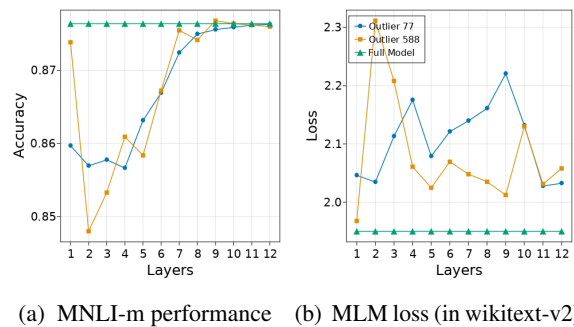 Accuracy
0.87
0.86
0.85
1 2 3 4 5 6 7 8 9 10 11 12
Layers
Outlier 77
Outlier 588
Full Model
Loss
2.3
2.2
2.1
2.0
1 2 3 4 5 6 7 8 9 10 11 12
Layers
(a) MNLI-m performance
(b) MLM loss (in wikitext-v2